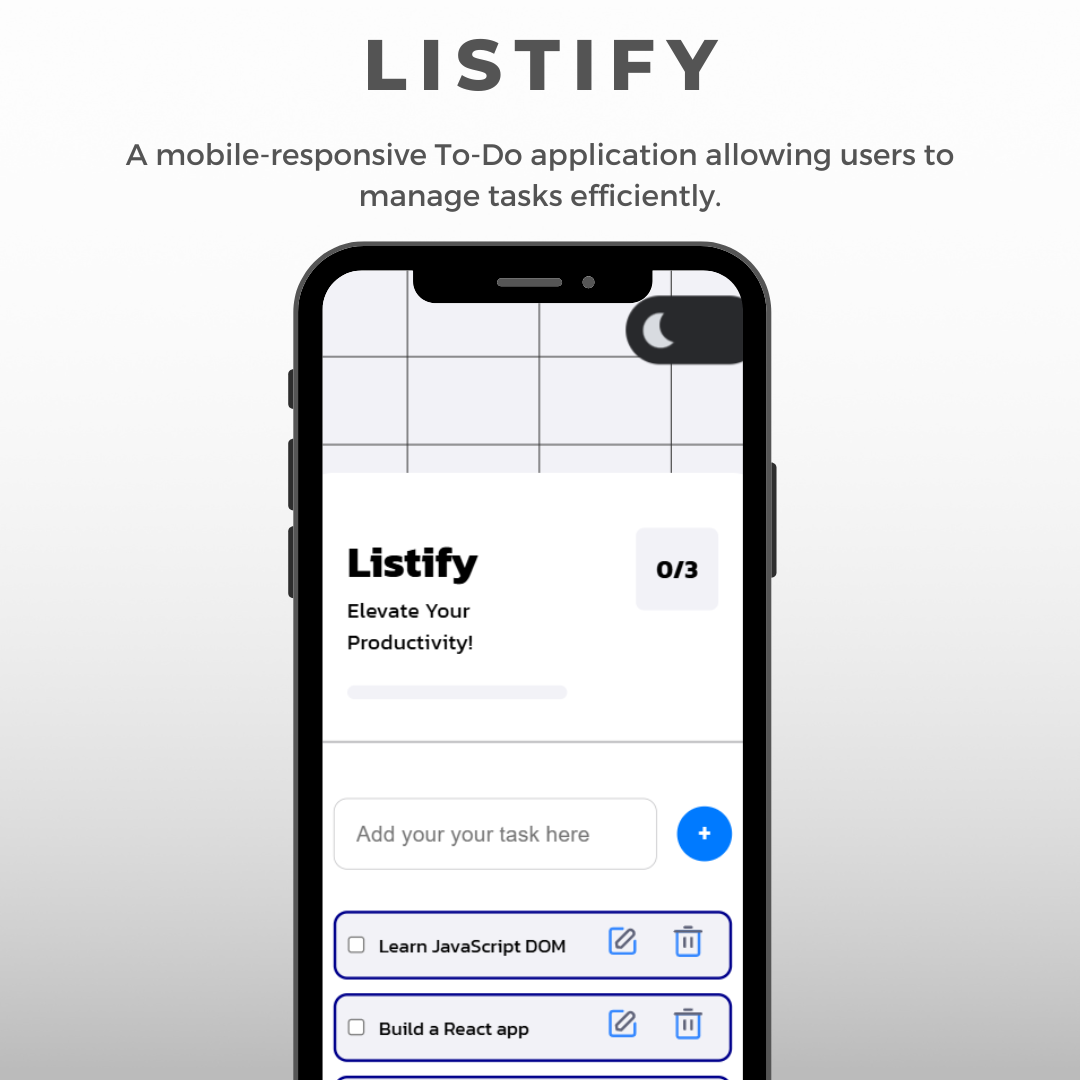 LISTIFY
A mobile-responsive To-Do application allowing users to
manage tasks efficiently.
Listify
0/3
Elevate Your
Productivity!
Add your your task here
+
Learn JavaScript DOM
Build a React app